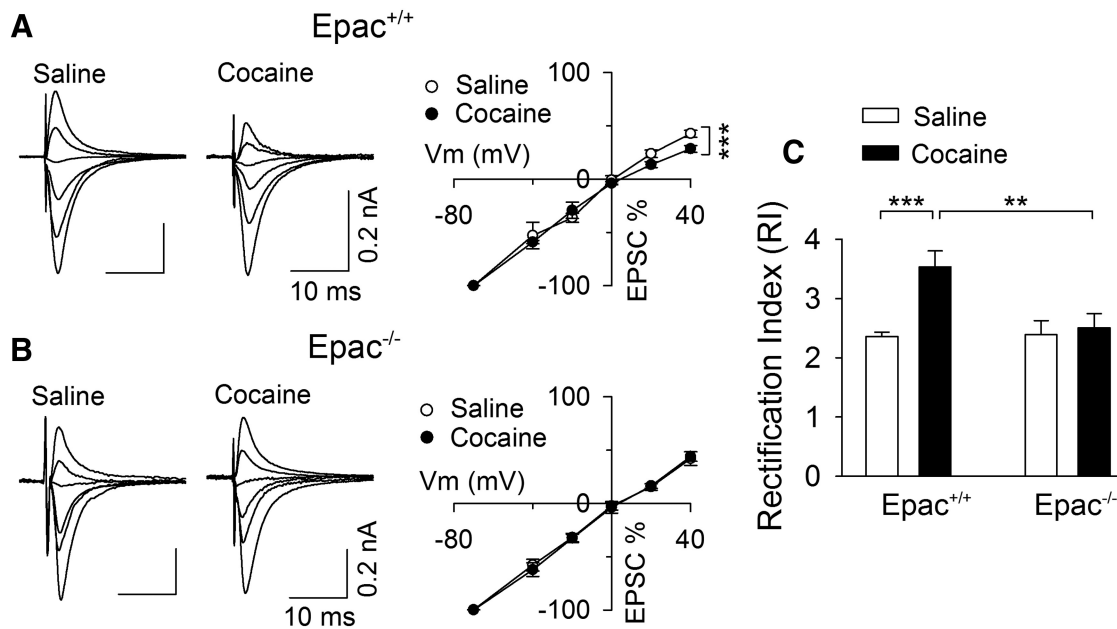 A
Epac+/+
Saline
Cocaine
0.2 nA
10 ms
Saline
Cocaine
Vm (mV)
100
0
-100
-80
40
EPSC %
***
B
Epac-/-
Saline
Cocaine
0.2 nA
10 ms
Saline
Cocaine
Vm (mV)
100
0
-100
-80
40
EPSC %
C
Saline
Cocaine
***
**
Rectification Index (RI)
4
3
2
1
0
Epac+/+
Epac-/-